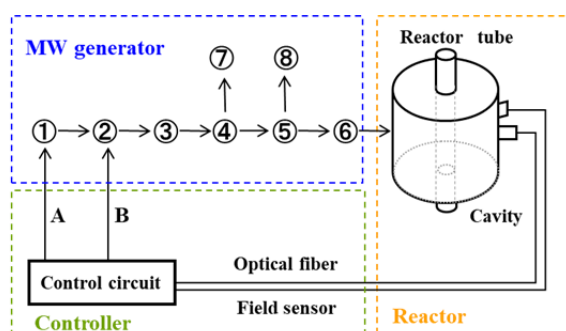 MW generator
Reactor tube
⑦
⑧
①
②
③
④
⑤
⑥
A
B
Cavity
Control circuit
Optical fiber
Field sensor
Controller
Reactor